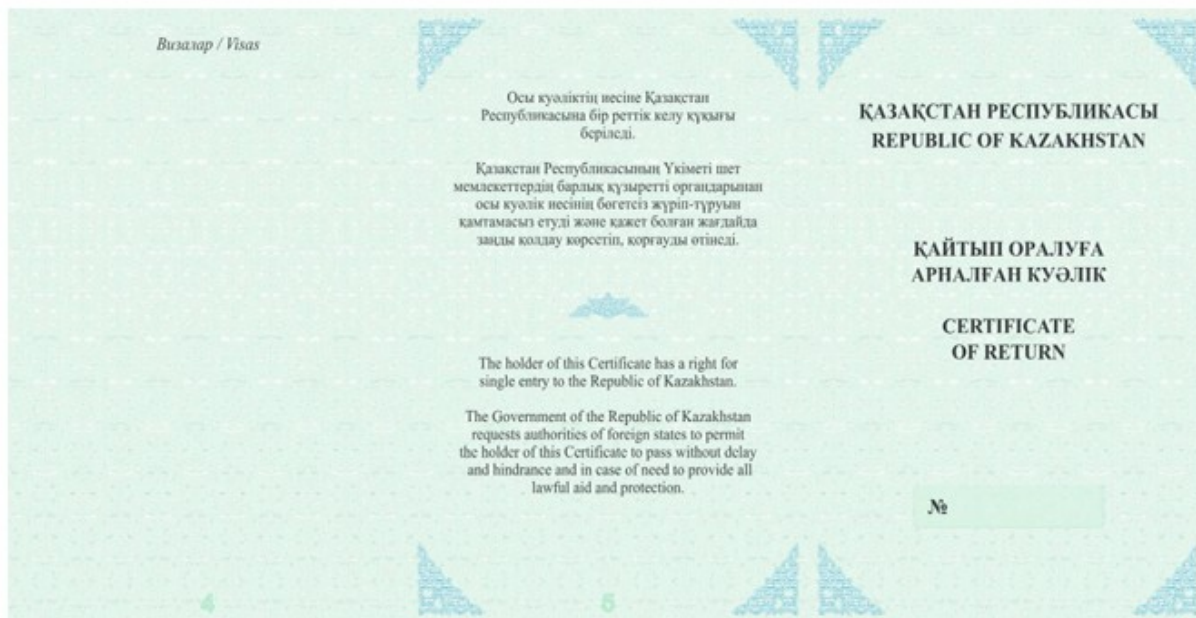 Визалар / Visas
4
Осы куәліктің иесіне Қазақстан
Республикасына бір реттік келу құқығы
беріледі.
Қазақстан Республикасының Үкіметі шет
мемлекеттердің барлық құзыретті органдарынан
осы куәлік иесінің бөгетсіз жүріп-тұруын
қамтамасыз етуді және қажет болған жағдайда
заңды қолдау көрсетіп, қорғауды өтінеді.
The holder of this Certificate has a right for
single entry to the Republic of Kazakhstan.
The Government of the Republic of Kazakhstan
requests authorities of foreign states to permit
the holder of this Certificate to pass without delay
and hindrance and in case of need to provide all
lawful aid and protection.
5
ҚАЗАҚСТАН РЕСПУБЛИКАСЫ
REPUBLIC OF KAZAKHSTAN
ҚАЙТЫП ОРАЛУҒА
АРНАЛҒАН КУӘЛІК
CERTIFICATE
OF RETURN
№